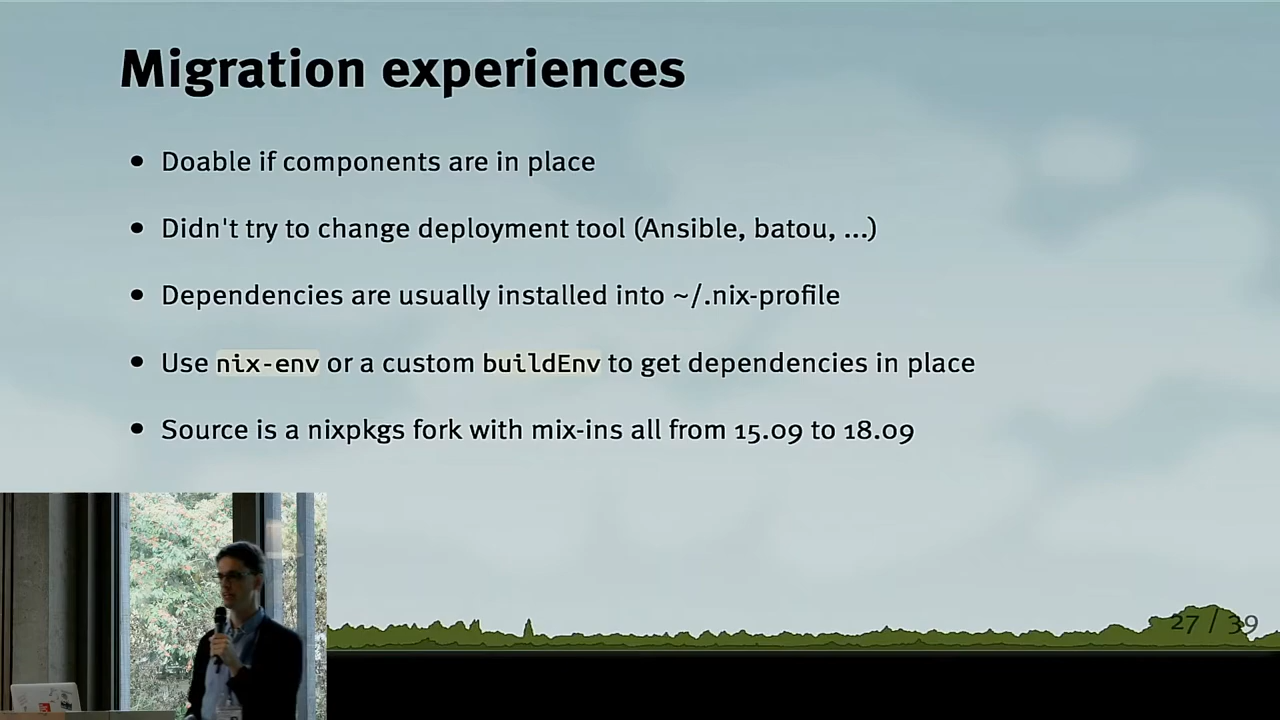 Migration experiences
Doable if components are in place
Didn't try to change deployment tool (Ansible, batou, ...)
Dependencies are usually installed into ~/.nix-profile
Use nix-env or a custom buildEnv to get dependencies in place
Source is a nixpkgs fork with mix-ins all from 15.09 to 18.09
27 / 39